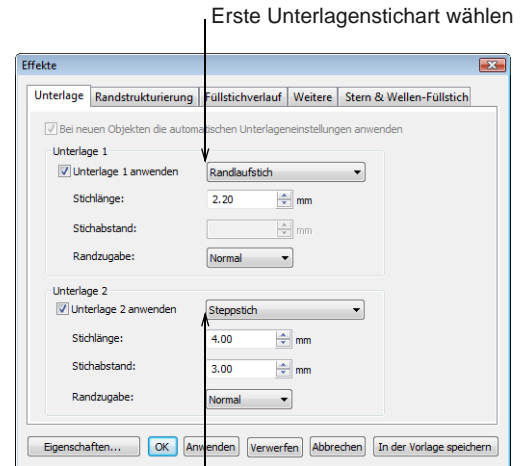 Erste Unterlagenstichart wählen
Effekte
Unterlage Randstrukturierung Füllstichverlauf Weitere Stern & Wellen-Füllstich
Bei neuen Objekten die automatischen Unterlageneinstellungen anwenden
Unterlage 1
Unterlage 1 anwenden Randlaufstich
Stichlänge: 2.20 mm
Stichabstand: mm
Randzugabe: Normal
Unterlage 2
Unterlage 2 anwenden Steppstich
Stichlänge: 4.00 mm
Stichabstand: 3.00 mm
Randzugabe: Normal
Eigenschaften... OK Anwenden Verwerfen Abbrechen In der Vorlage speichern